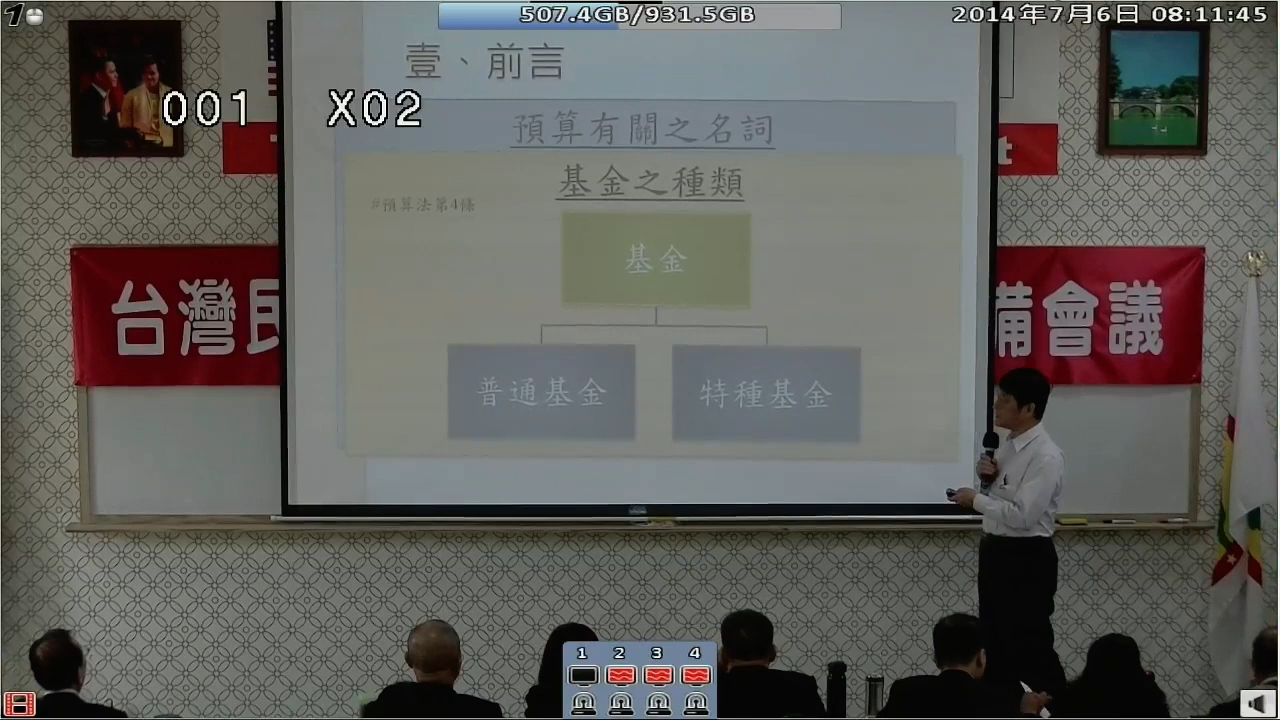 1
507.4GB/931.5GB
2014年7月6日 08:11:45
001 X02
壹、前言
預算有關之名詞
基金之種類
#預算法第4條
基金
普通基金
特種基金
t
台灣民
備會議
1 2 3 4